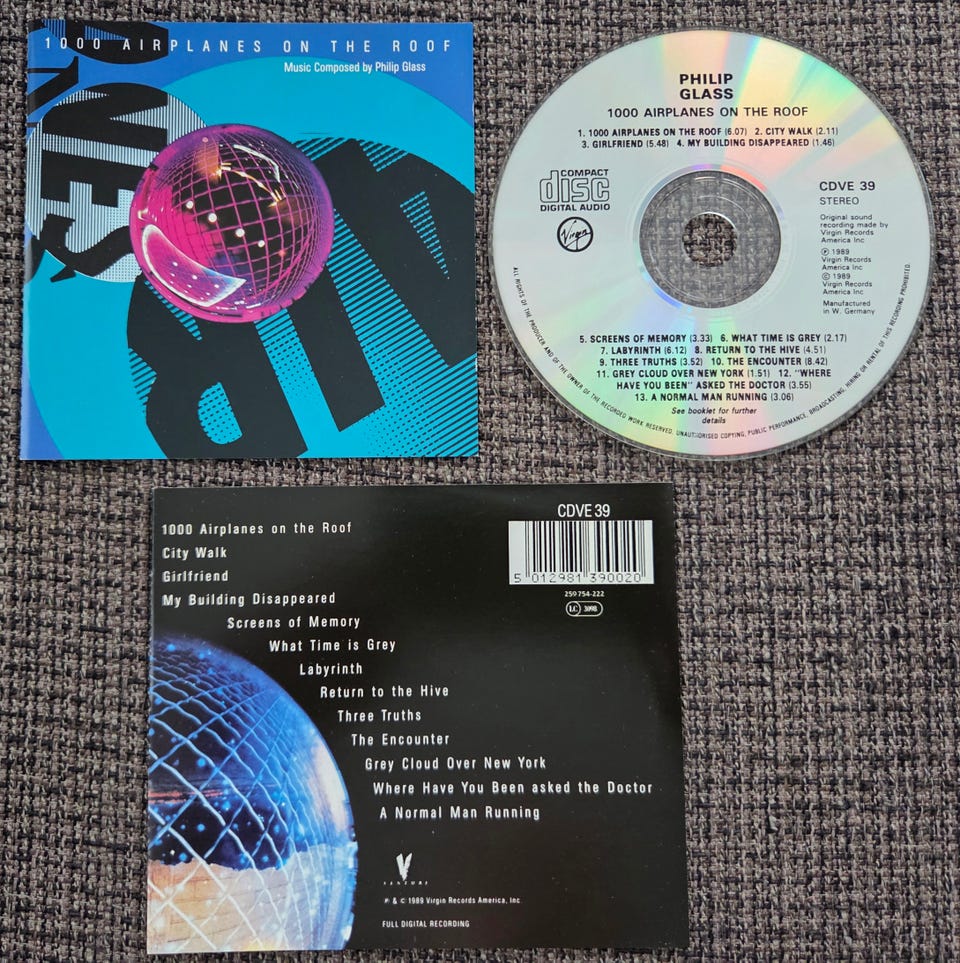 1000 AIRPLANES ON THE ROOF
Music Composed by Philip Glass
NES
AIR
PHILIP
GLASS
1000 AIRPLANES ON THE ROOF
1. 1000 AIRPLANES ON THE ROOF (6.07) 2. CITY WALK (2.11)
3. GIRLFRIEND (5.48) 4. MY BUILDING DISAPPEARED (1.46)
COMPACT
disc
DIGITAL AUDIO
Virgin
CDVE 39
STEREO
Original sound
recording made by
Virgin Records
America Inc
℗ 1989
Virgin Records
America Inc
© 1989
Virgin Records
America Inc
Manufactured
in W. Germany
5. SCREENS OF MEMORY (3.33) 6. WHAT TIME IS GREY (2.17)
7. LABYRINTH (6.12) 8. RETURN TO THE HIVE (4.51)
9. THREE TRUTHS (3.52) 10. THE ENCOUNTER (8.42)
11. GREY CLOUD OVER NEW YORK (1.51) 12. "WHERE
HAVE YOU BEEN" ASKED THE DOCTOR (3.55)
13. A NORMAL MAN RUNNING (3.06)
See booklet for further
details
ALL RIGHTS OF THE PRODUCER AND OF THE OWNER OF THE RECORDED WORK RESERVED. UNAUTHORISED COPYING, PUBLIC PERFORMANCE, BROADCASTING, HIRING OR RENTAL OF THIS RECORDING PROHIBITED.
1000 Airplanes on the Roof
City Walk
Girlfriend
My Building Disappeared
Screens of Memory
What Time is Grey
Labyrinth
Return to the Hive
Three Truths
The Encounter
Grey Cloud Over New York
Where Have You Been asked the Doctor
A Normal Man Running
CDVE 39
5 012981 390020
259 754-222
LC 3098
VENTURE
℗ & © 1989 Virgin Records America, Inc.
FULL DIGITAL RECORDING